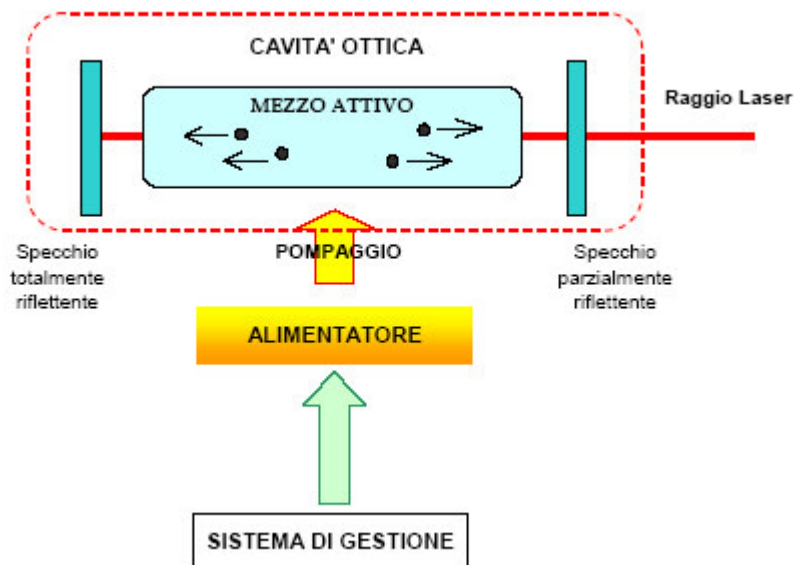 CAVITA' OTTICA
MEZZO ATTIVO
Raggio Laser
Specchio
totalmente
riflettente
POMPAGGIO
Specchio
parzialmente
riflettente
ALIMENTATORE
SISTEMA DI GESTIONE